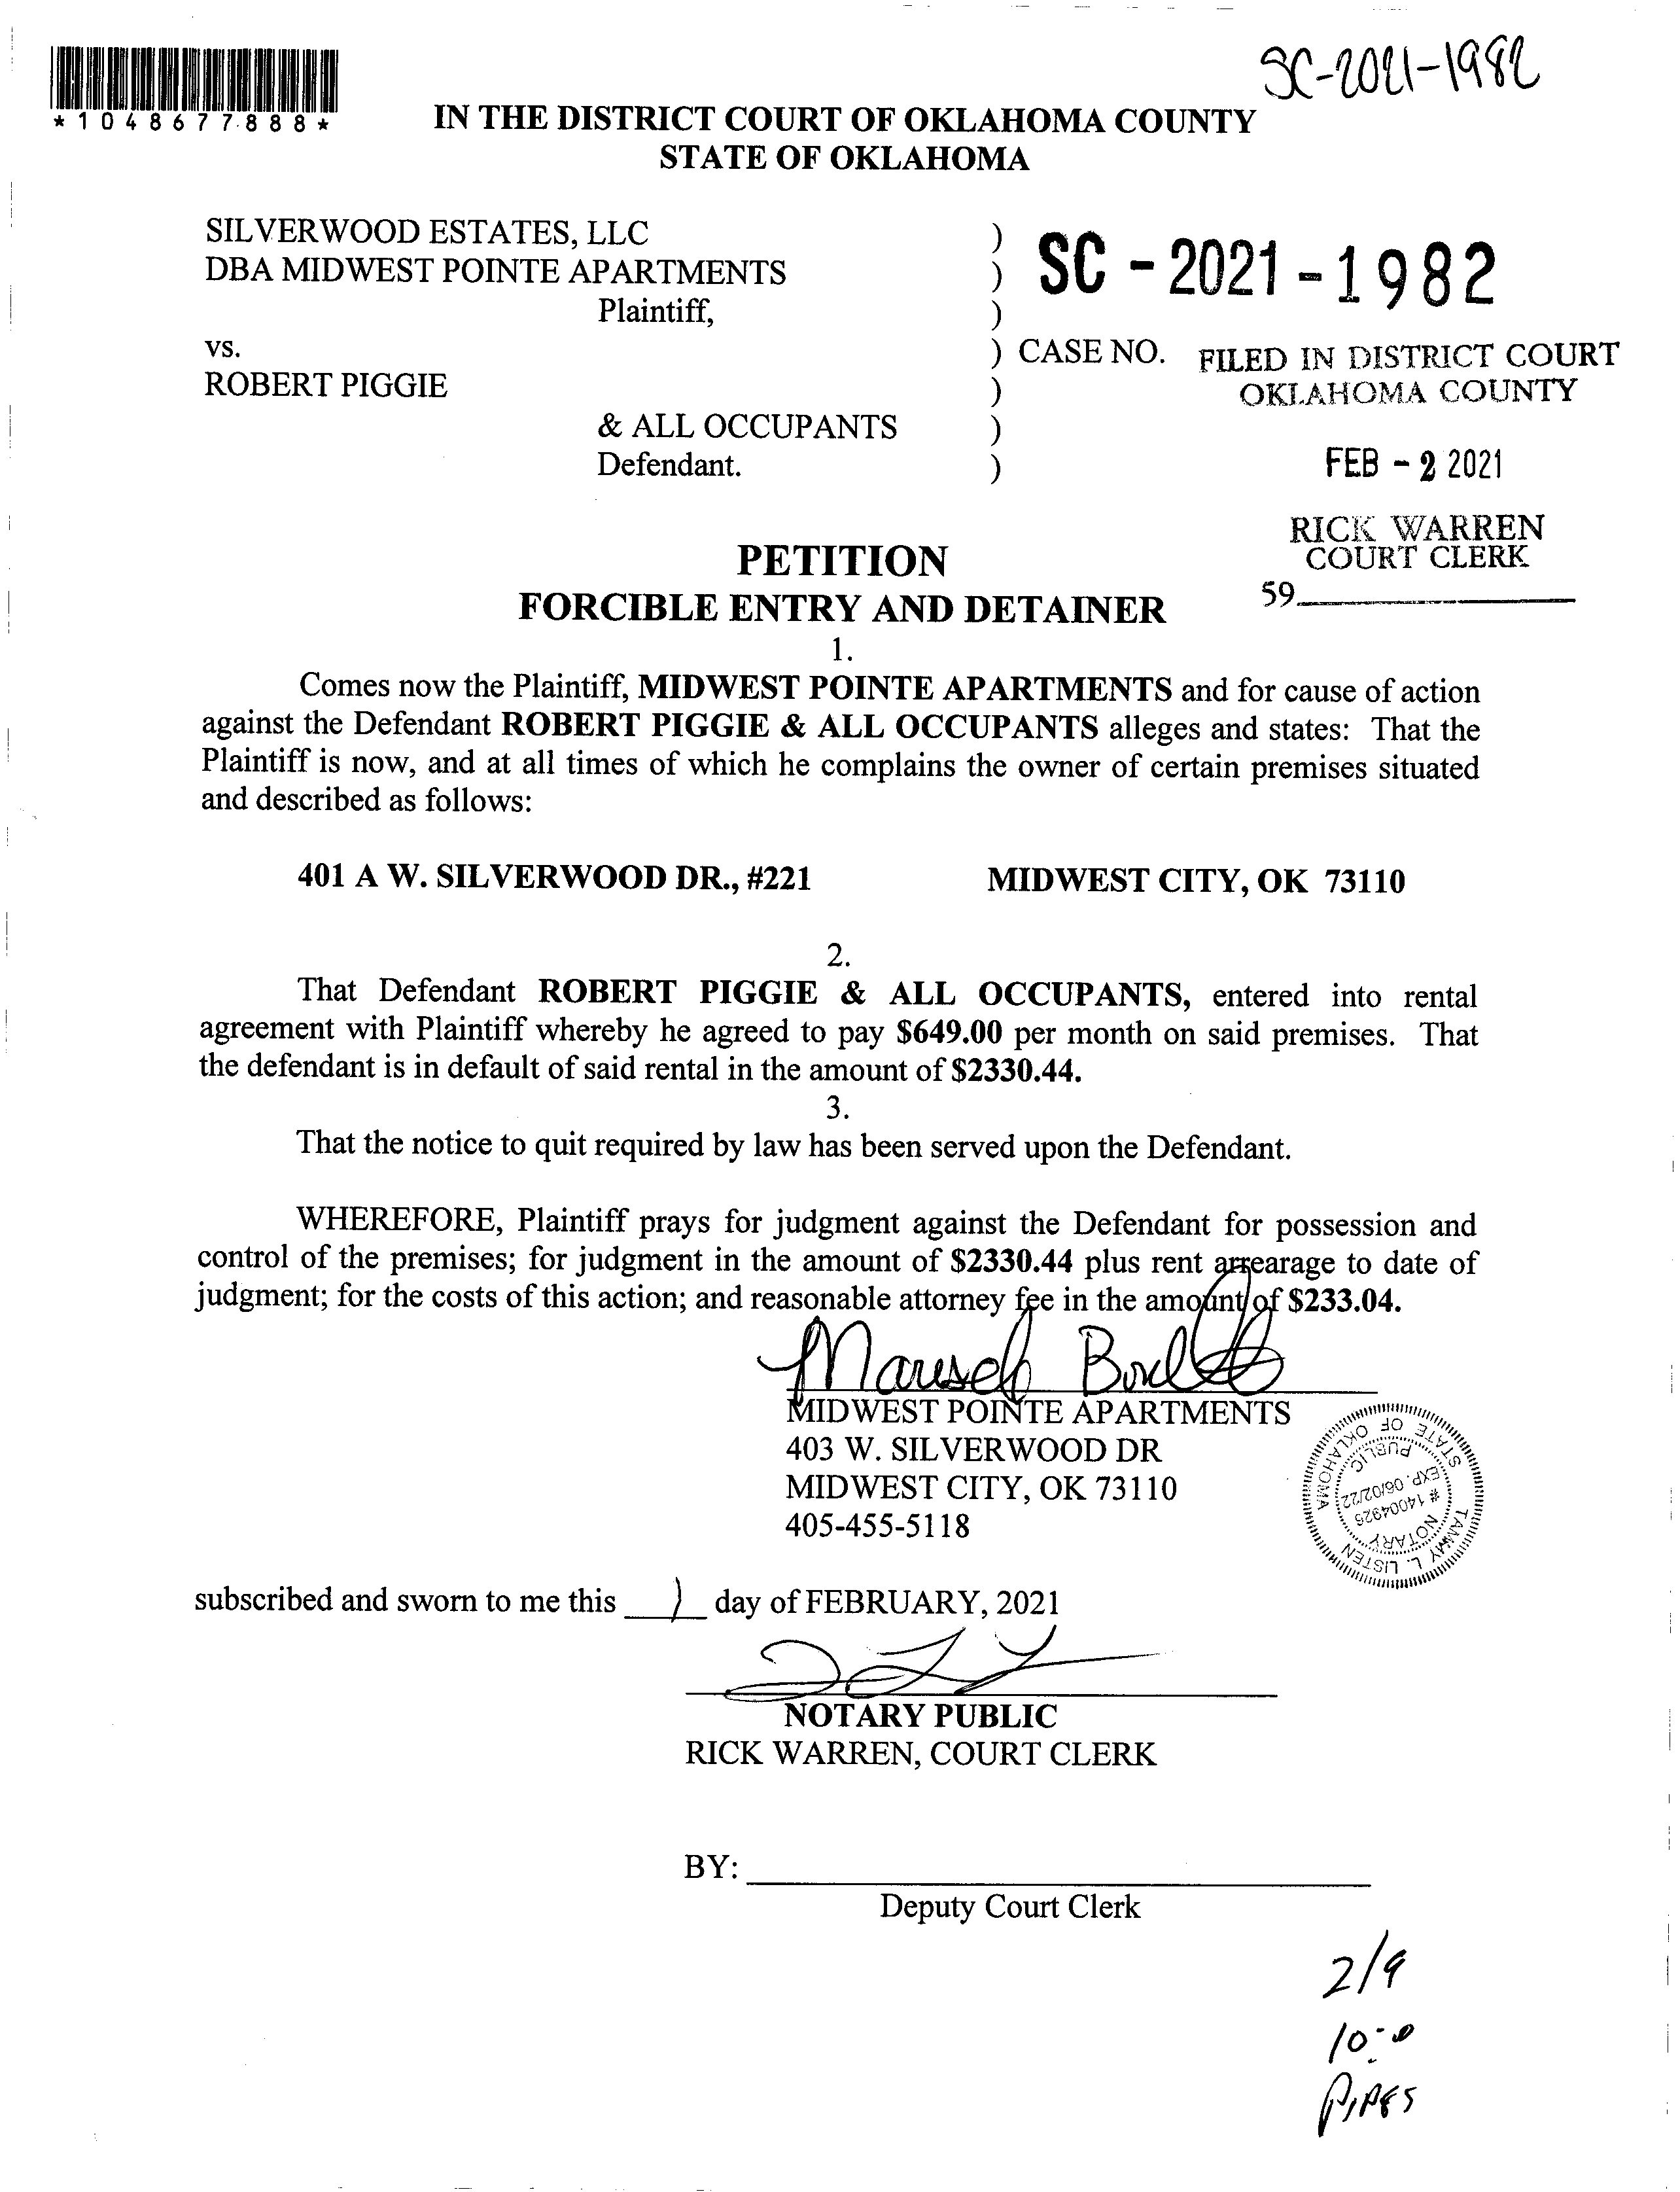 SC-2021-1982
*1048677888*
IN THE DISTRICT COURT OF OKLAHOMA COUNTY
STATE OF OKLAHOMA
SILVERWOOD ESTATES, LLC )
DBA MIDWEST POINTE APARTMENTS )
Plaintiff, )
SC - 2021 - 1982
vs. ) CASE NO.
ROBERT PIGGIE )
& ALL OCCUPANTS )
Defendant. )
FILED IN DISTRICT COURT
OKLAHOMA COUNTY
FEB - 2 2021
RICK WARREN
COURT CLERK
59
PETITION
FORCIBLE ENTRY AND DETAINER
1.
Comes now the Plaintiff, MIDWEST POINTE APARTMENTS and for cause of action
against the Defendant ROBERT PIGGIE & ALL OCCUPANTS alleges and states: That the
Plaintiff is now, and at all times of which he complains the owner of certain premises situated
and described as follows:
401 A W. SILVERWOOD DR., #221 MIDWEST CITY, OK 73110
2.
That Defendant ROBERT PIGGIE & ALL OCCUPANTS, entered into rental
agreement with Plaintiff whereby he agreed to pay $649.00 per month on said premises. That
the defendant is in default of said rental in the amount of $2330.44.
3.
That the notice to quit required by law has been served upon the Defendant.
WHEREFORE, Plaintiff prays for judgment against the Defendant for possession and
control of the premises; for judgment in the amount of $2330.44 plus rent arrearage to date of
judgment; for the costs of this action; and reasonable attorney fee in the amount of $233.04.
MIDWEST POINTE APARTMENTS
403 W. SILVERWOOD DR
MIDWEST CITY, OK 73110
405-455-5118
TAMMY L. LISTEN
NOTARY
# 14004926
EXP. 06/02/22
PUBLIC
STATE OF OKLAHOMA
subscribed and sworn to me this 1 day of FEBRUARY, 2021
NOTARY PUBLIC
RICK WARREN, COURT CLERK
BY:
Deputy Court Clerk
2/9
10:00
PIPES